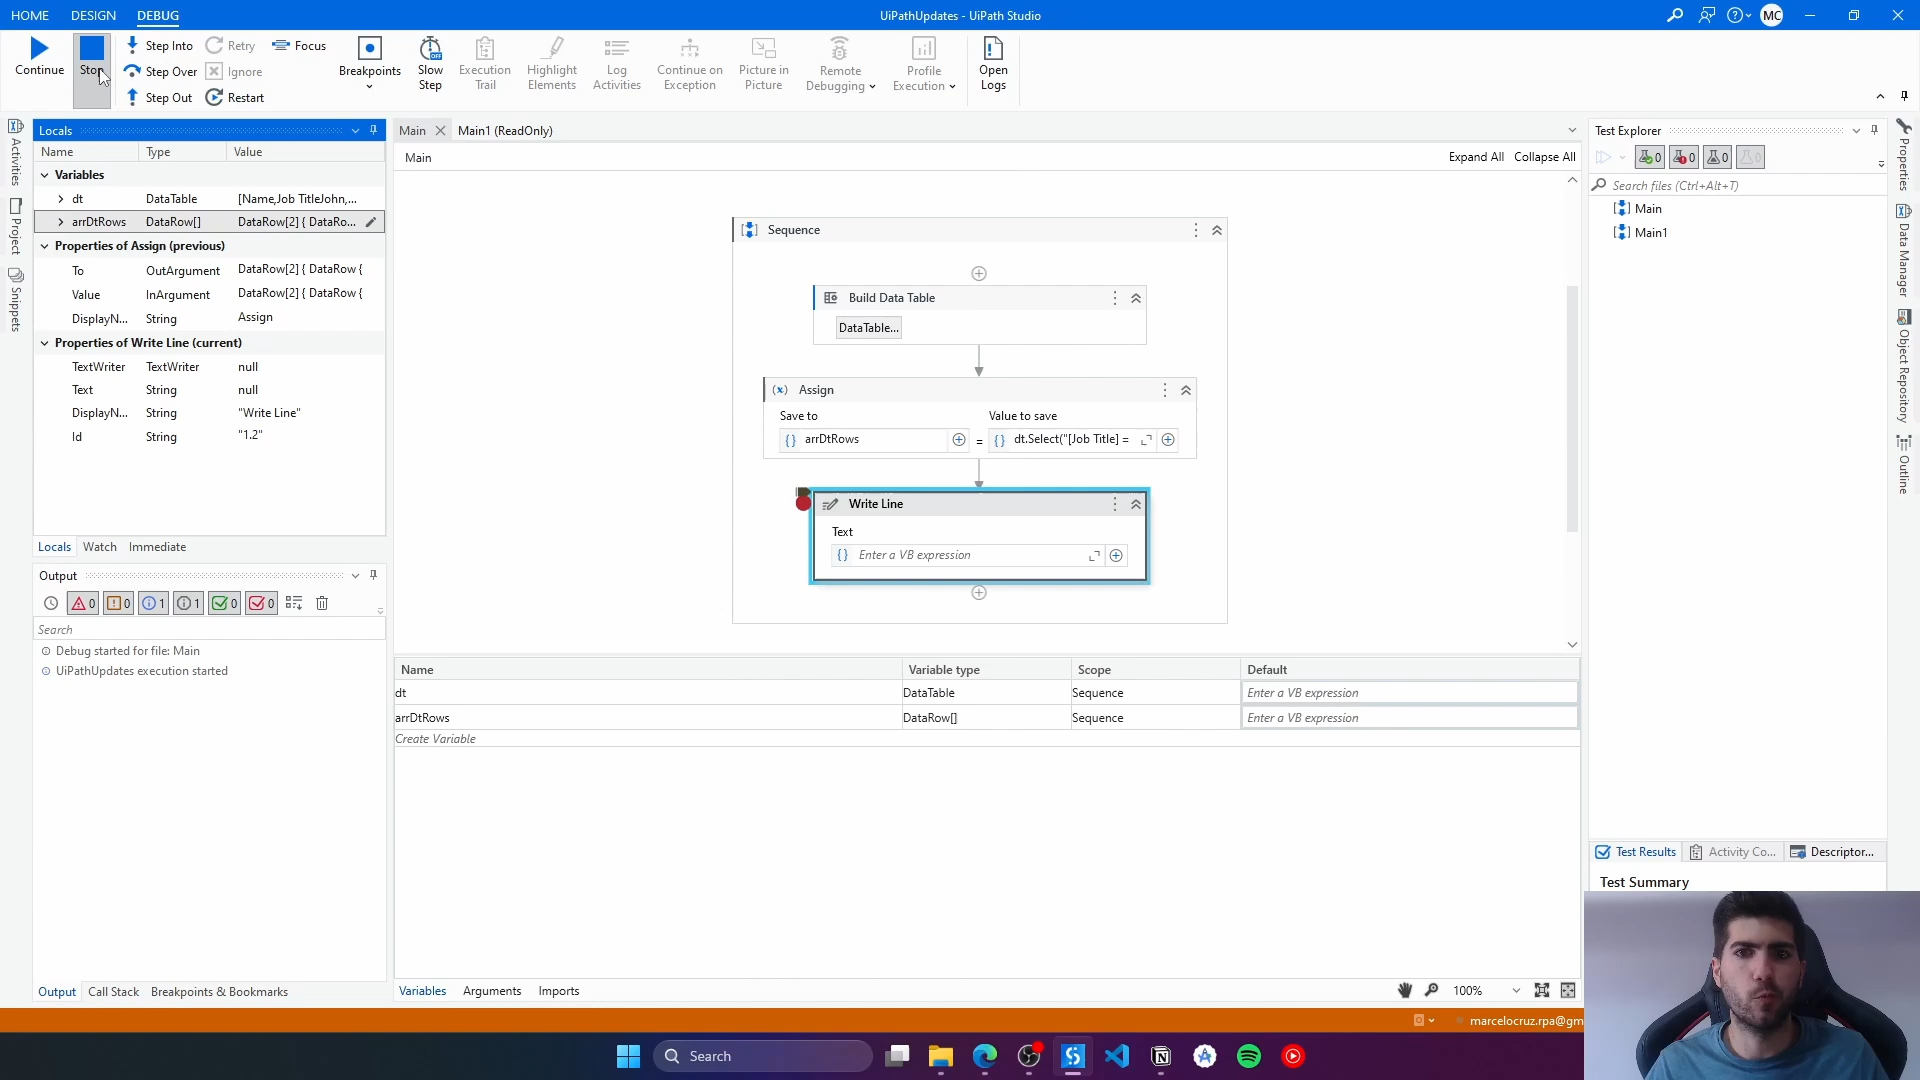 HOME DESIGN DEBUG
UiPathUpdates - UiPath Studio
MC
Continue
Stop
Step Into
Step Over
Step Out
Retry
Ignore
Restart
Focus
Breakpoints
Slow
Step
Execution
Trail
Highlight
Elements
Log
Activities
Continue on
Exception
Picture in
Picture
Remote
Debugging
Profile
Execution
Open
Logs
Activities
Project
Snippets
Locals
Name Type Value
Variables
dt DataTable [Name,Job TitleJohn,...
arrDtRows DataRow[] DataRow[2] { DataRo...
Properties of Assign (previous)
To OutArgument DataRow[2] { DataRow {
Value InArgument DataRow[2] { DataRow {
DisplayN... String Assign
Properties of Write Line (current)
TextWriter TextWriter null
Text String null
DisplayN... String "Write Line"
Id String "1.2"
Locals Watch Immediate
Output
0 0 1 1 0 0
Search
Debug started for file: Main
UiPathUpdates execution started
Output Call Stack Breakpoints & Bookmarks
Main Main1 (ReadOnly)
Main
Expand All Collapse All
Sequence
Build Data Table
DataTable...
Assign
Save to Value to save
arrDtRows = dt.Select("[Job Title] =
Write Line
Text
Enter a VB expression
Name Variable type Scope Default
dt DataTable Sequence Enter a VB expression
arrDtRows DataRow[] Sequence Enter a VB expression
Create Variable
Variables Arguments Imports
100%
Test Explorer
0 0 0 0
Search files (Ctrl+Alt+T)
Main
Main1
Test Results Activity Co... Descriptor...
Test Summary
Properties
Data Manager
Object Repository
Outline
marcelocruz.rpa@gm
Search